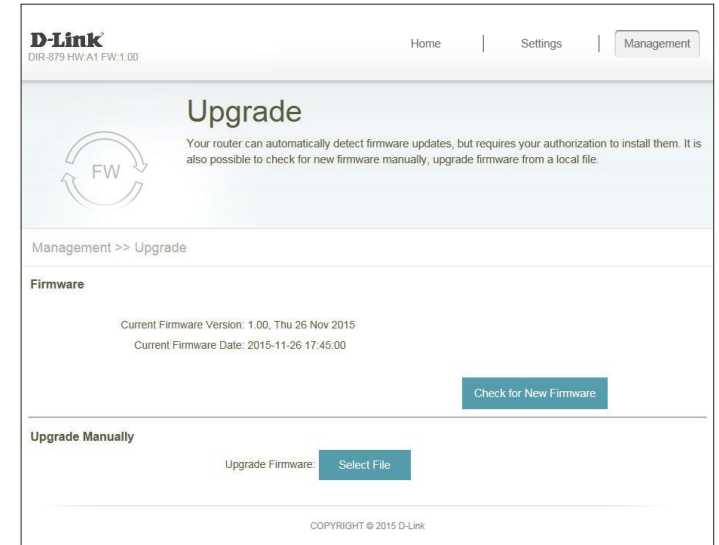 D-Link
DIR-879 HW:A1 FW:1.00
Home | Settings | Management
Upgrade
Your router can automatically detect firmware updates, but requires your authorization to install them. It is
also possible to check for new firmware manually, upgrade firmware from a local file.
FW
Management >> Upgrade
Firmware
Current Firmware Version: 1.00, Thu 26 Nov 2015
Current Firmware Date: 2015-11-26 17:45:00
Check for New Firmware
Upgrade Manually
Upgrade Firmware: Select File
COPYRIGHT © 2015 D-Link